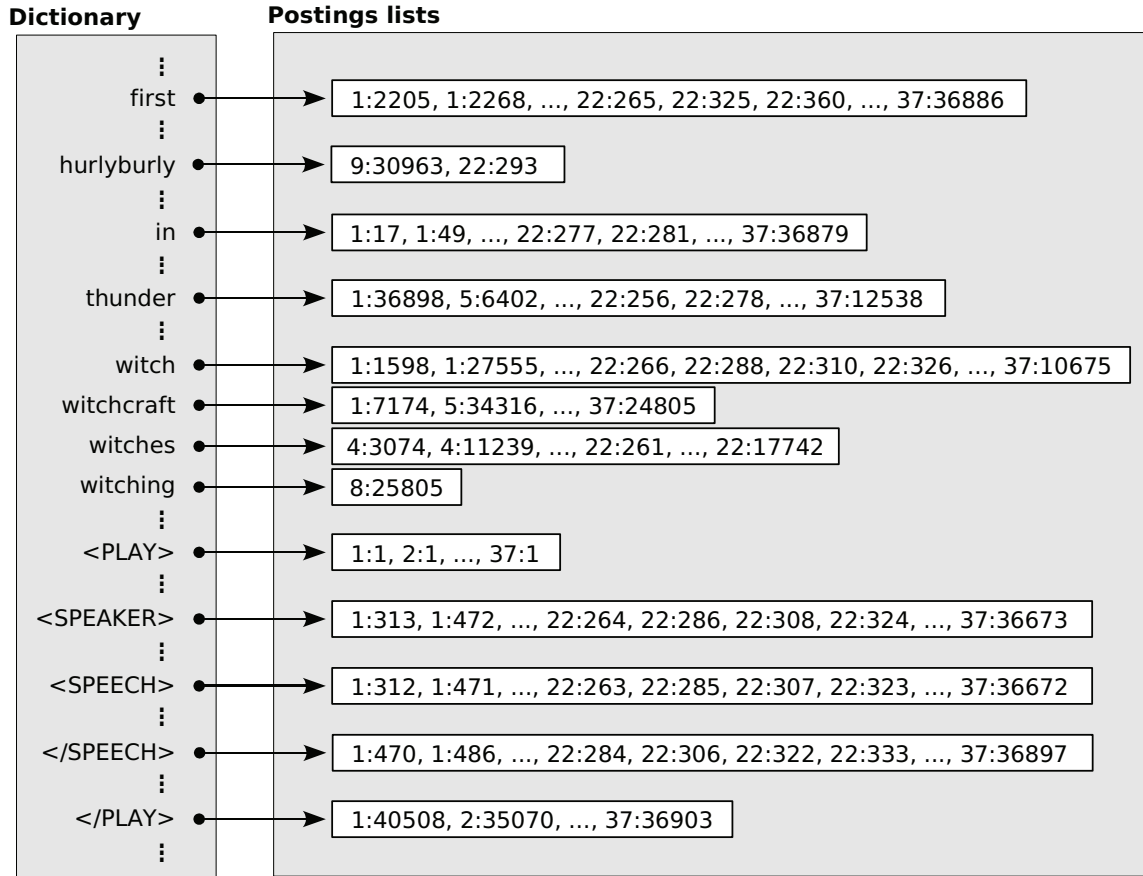 Dictionary Postings lists
first 1:2205, 1:2268, ..., 22:265, 22:325, 22:360, ..., 37:36886
hurlyburly 9:30963, 22:293
in 1:17, 1:49, ..., 22:277, 22:281, ..., 37:36879
thunder 1:36898, 5:6402, ..., 22:256, 22:278, ..., 37:12538
witch 1:1598, 1:27555, ..., 22:266, 22:288, 22:310, 22:326, ..., 37:10675
witchcraft 1:7174, 5:34316, ..., 37:24805
witches 4:3074, 4:11239, ..., 22:261, ..., 22:17742
witching 8:25805
<PLAY> 1:1, 2:1, ..., 37:1
<SPEAKER> 1:313, 1:472, ..., 22:264, 22:286, 22:308, 22:324, ..., 37:36673
<SPEECH> 1:312, 1:471, ..., 22:263, 22:285, 22:307, 22:323, ..., 37:36672
</SPEECH> 1:470, 1:486, ..., 22:284, 22:306, 22:322, 22:333, ..., 37:36897
</PLAY> 1:40508, 2:35070, ..., 37:36903